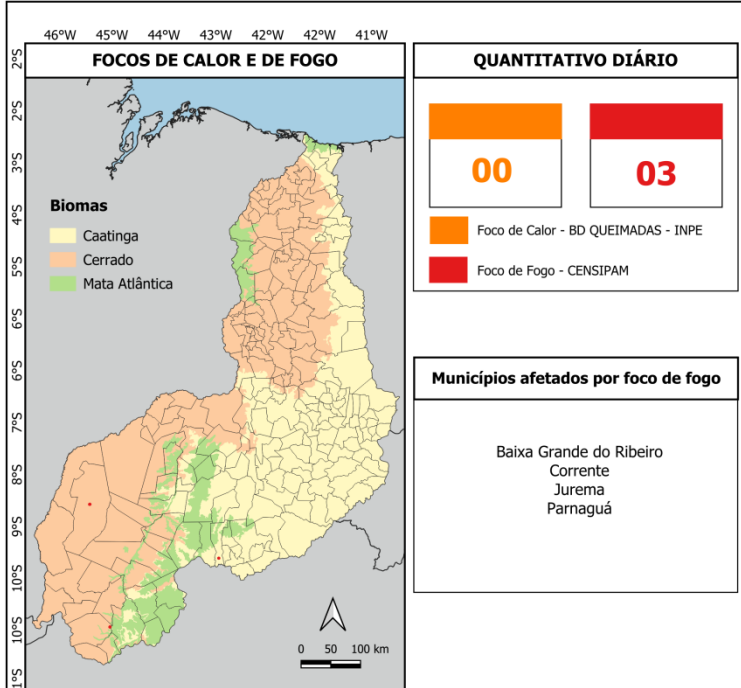 46°W 44°W 43°W 42°W 42°W 41°W
FOCOS DE CALOR E DE FOGO
2°S
2°S
3°S
4°S
5°S
6°S
6°S
7°S
8°S
9°S
10°S
10°S
1°S
Biomas
Caatinga
Cerrado
Mata Atlântica
0 50 100 km
QUANTITATIVO DIÁRIO
00 03
Foco de Calor - BD QUEIMADAS - INPE
Foco de Fogo - CENSIPAM
Municípios afetados por foco de fogo
Baixa Grande do Ribeiro
Corrente
Jurema
Parnaguá